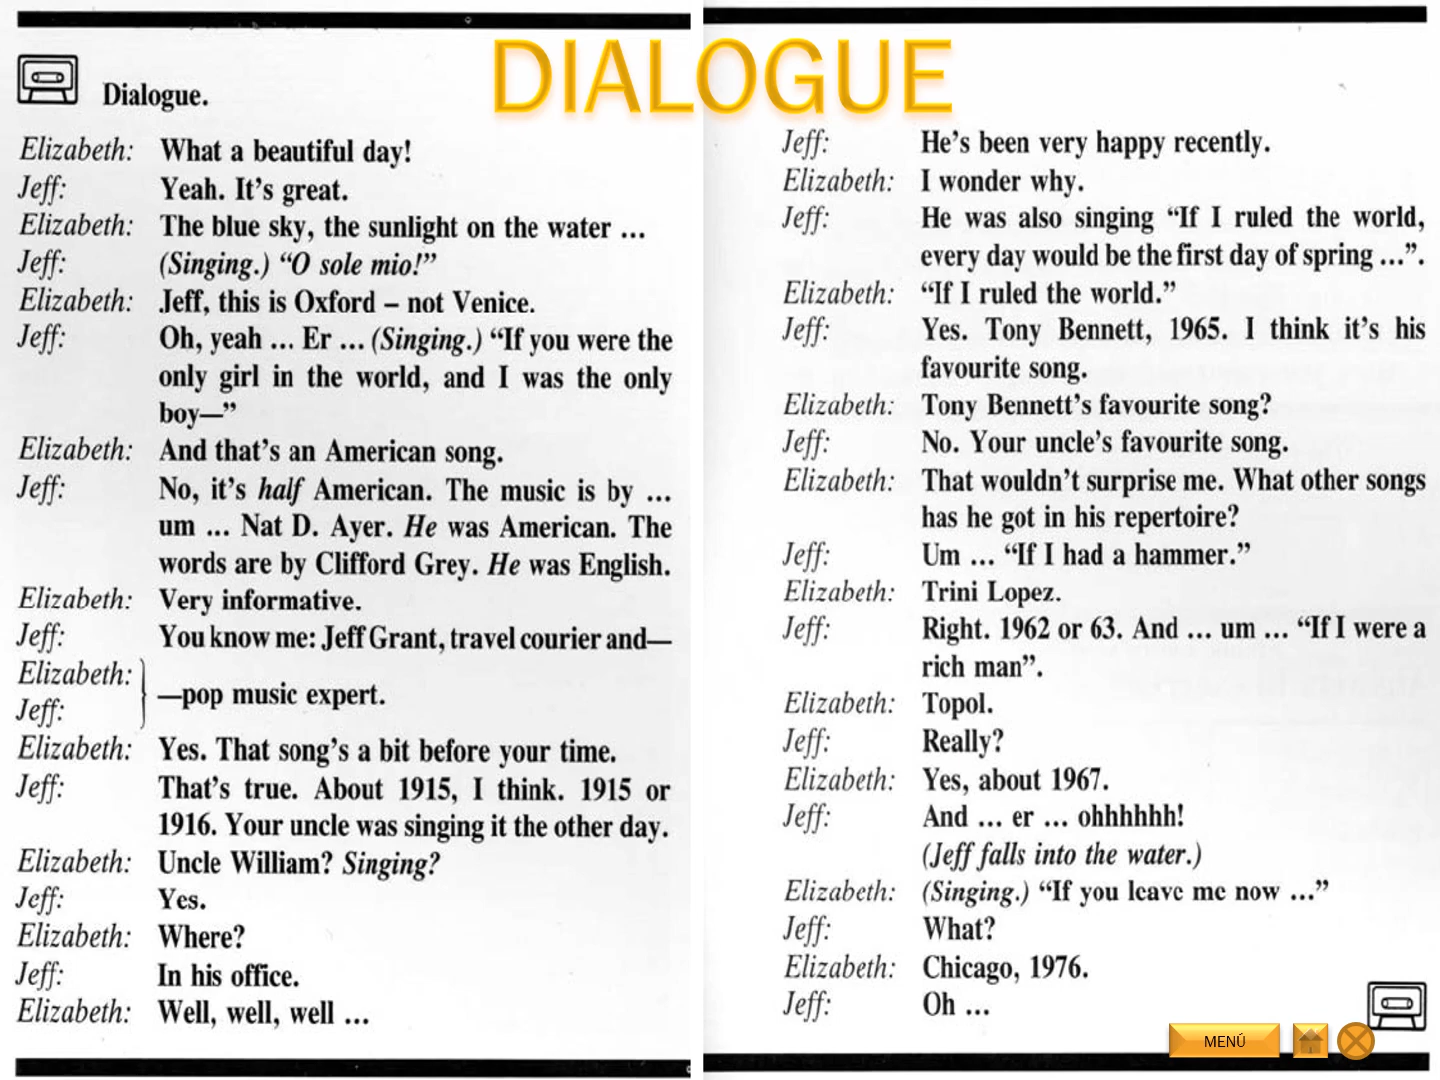 DIALOGUE
Dialogue.
Elizabeth: What a beautiful day!
Jeff: Yeah. It's great.
Elizabeth: The blue sky, the sunlight on the water ...
Jeff: (Singing.) “O sole mio!”
Elizabeth: Jeff, this is Oxford – not Venice.
Jeff: Oh, yeah ... Er ... (Singing.) “If you were the
only girl in the world, and I was the only
boy—”
Elizabeth: And that's an American song.
Jeff: No, it's half American. The music is by ...
um ... Nat D. Ayer. He was American. The
words are by Clifford Grey. He was English.
Elizabeth: Very informative.
Jeff: You know me: Jeff Grant, travel courier and—
Elizabeth:
—pop music expert.
Jeff:
Elizabeth: Yes. That song's a bit before your time.
Jeff: That's true. About 1915, I think. 1915 or
1916. Your uncle was singing it the other day.
Elizabeth: Uncle William? Singing?
Jeff: Yes.
Elizabeth: Where?
Jeff: In his office.
Elizabeth: Well, well, well ...
Jeff: He's been very happy recently.
Elizabeth: I wonder why.
Jeff: He was also singing “If I ruled the world,
every day would be the first day of spring ...”.
Elizabeth: “If I ruled the world.”
Jeff: Yes. Tony Bennett, 1965. I think it's his
favourite song.
Elizabeth: Tony Bennett's favourite song?
Jeff: No. Your uncle's favourite song.
Elizabeth: That wouldn't surprise me. What other songs
has he got in his repertoire?
Jeff: Um ... “If I had a hammer.”
Elizabeth: Trini Lopez.
Jeff: Right. 1962 or 63. And ... um ... “If I were a
rich man”.
Elizabeth: Topol.
Jeff: Really?
Elizabeth: Yes, about 1967.
Jeff: And ... er ... ohhhhhh!
(Jeff falls into the water.)
Elizabeth: (Singing.) “If you leave me now ...”
Jeff: What?
Elizabeth: Chicago, 1976.
Jeff: Oh ...
MENÚ